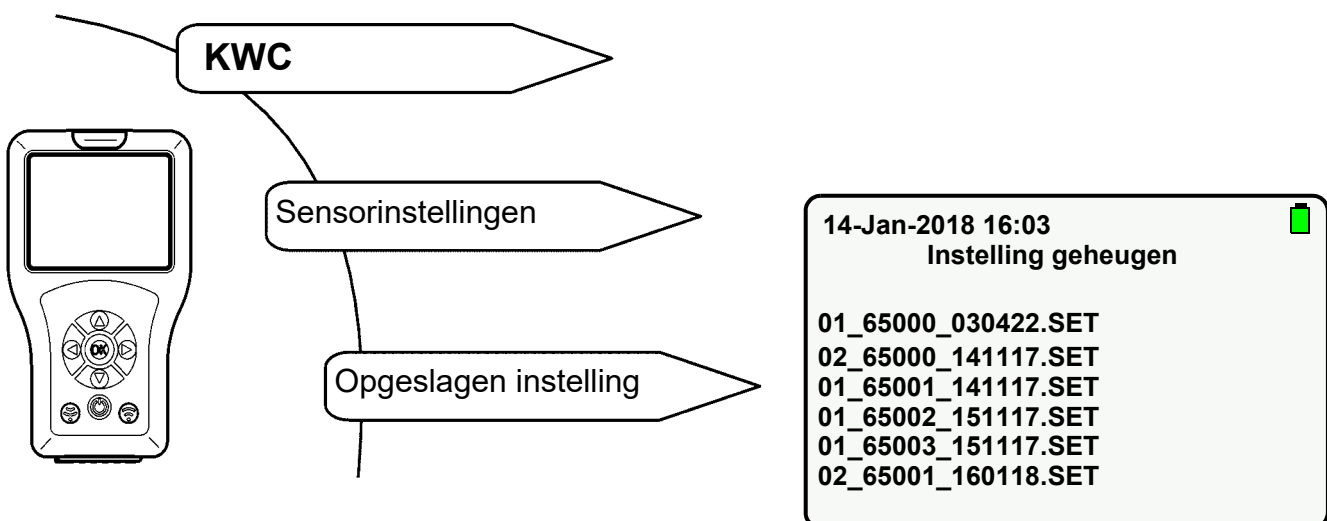 KWC
Sensorinstellingen
Opgeslagen instelling
OK
14-Jan-2018 16:03
Instelling geheugen
01_65000_030422.SET
02_65000_141117.SET
01_65001_141117.SET
01_65002_151117.SET
01_65003_151117.SET
02_65001_160118.SET